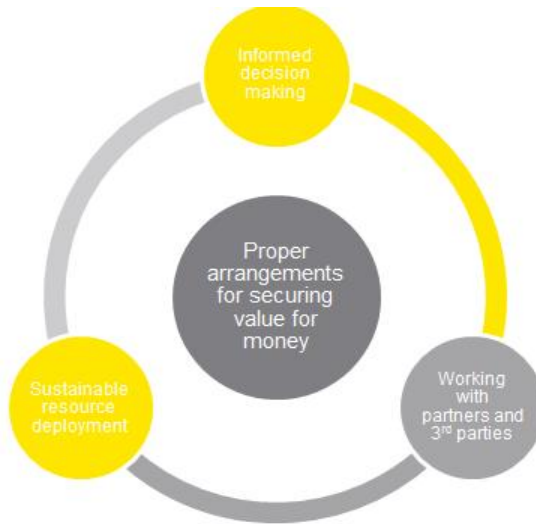 Informed
decision
making
Proper
arrangements
for securing
value for
money
Sustainable
resource
deployment
Working
with
partners and
3rd parties